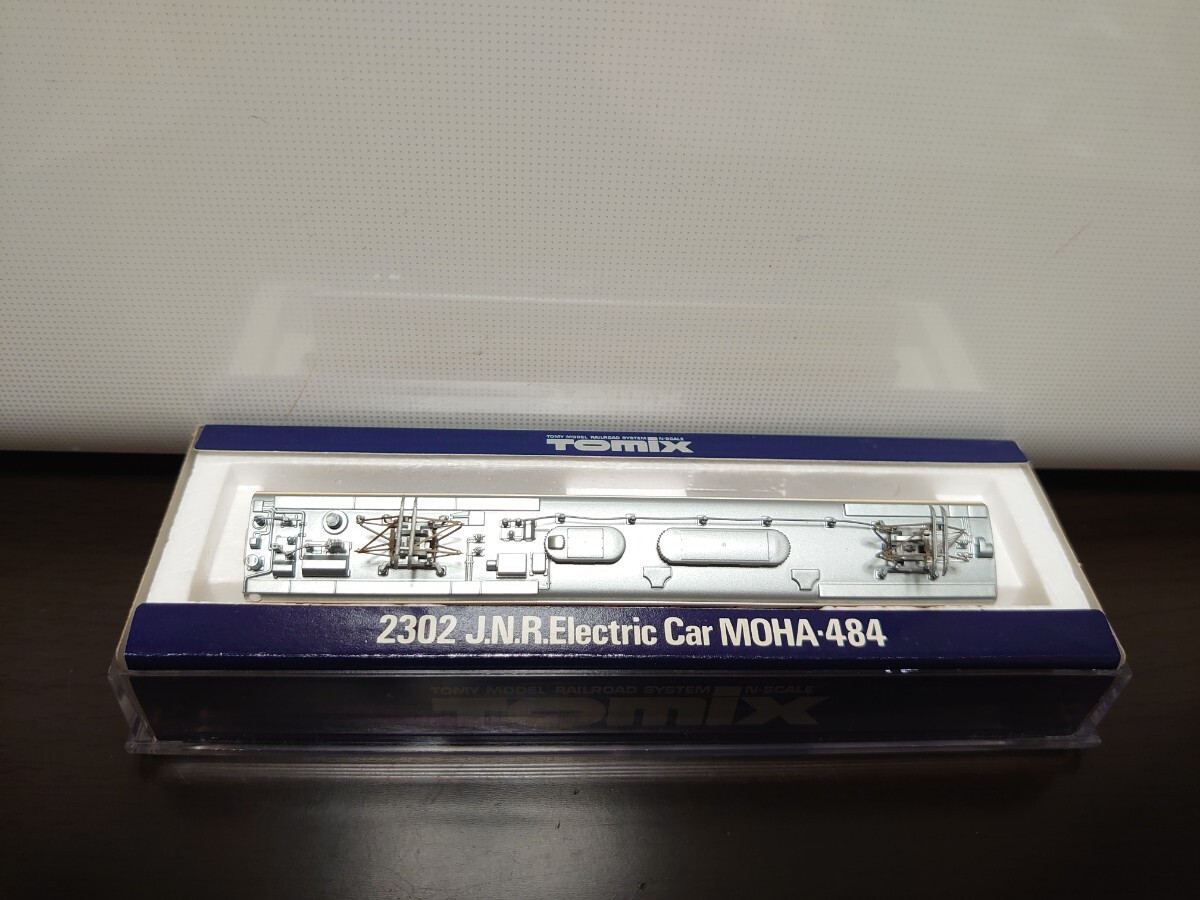 TOMY MODEL RAILROAD SYSTEM N-SCALE
TOMIX
2302 J.N.R.Electric Car MOHA·484
TOMY MODEL RAILROAD SYSTEM N-SCALE
TOMIX